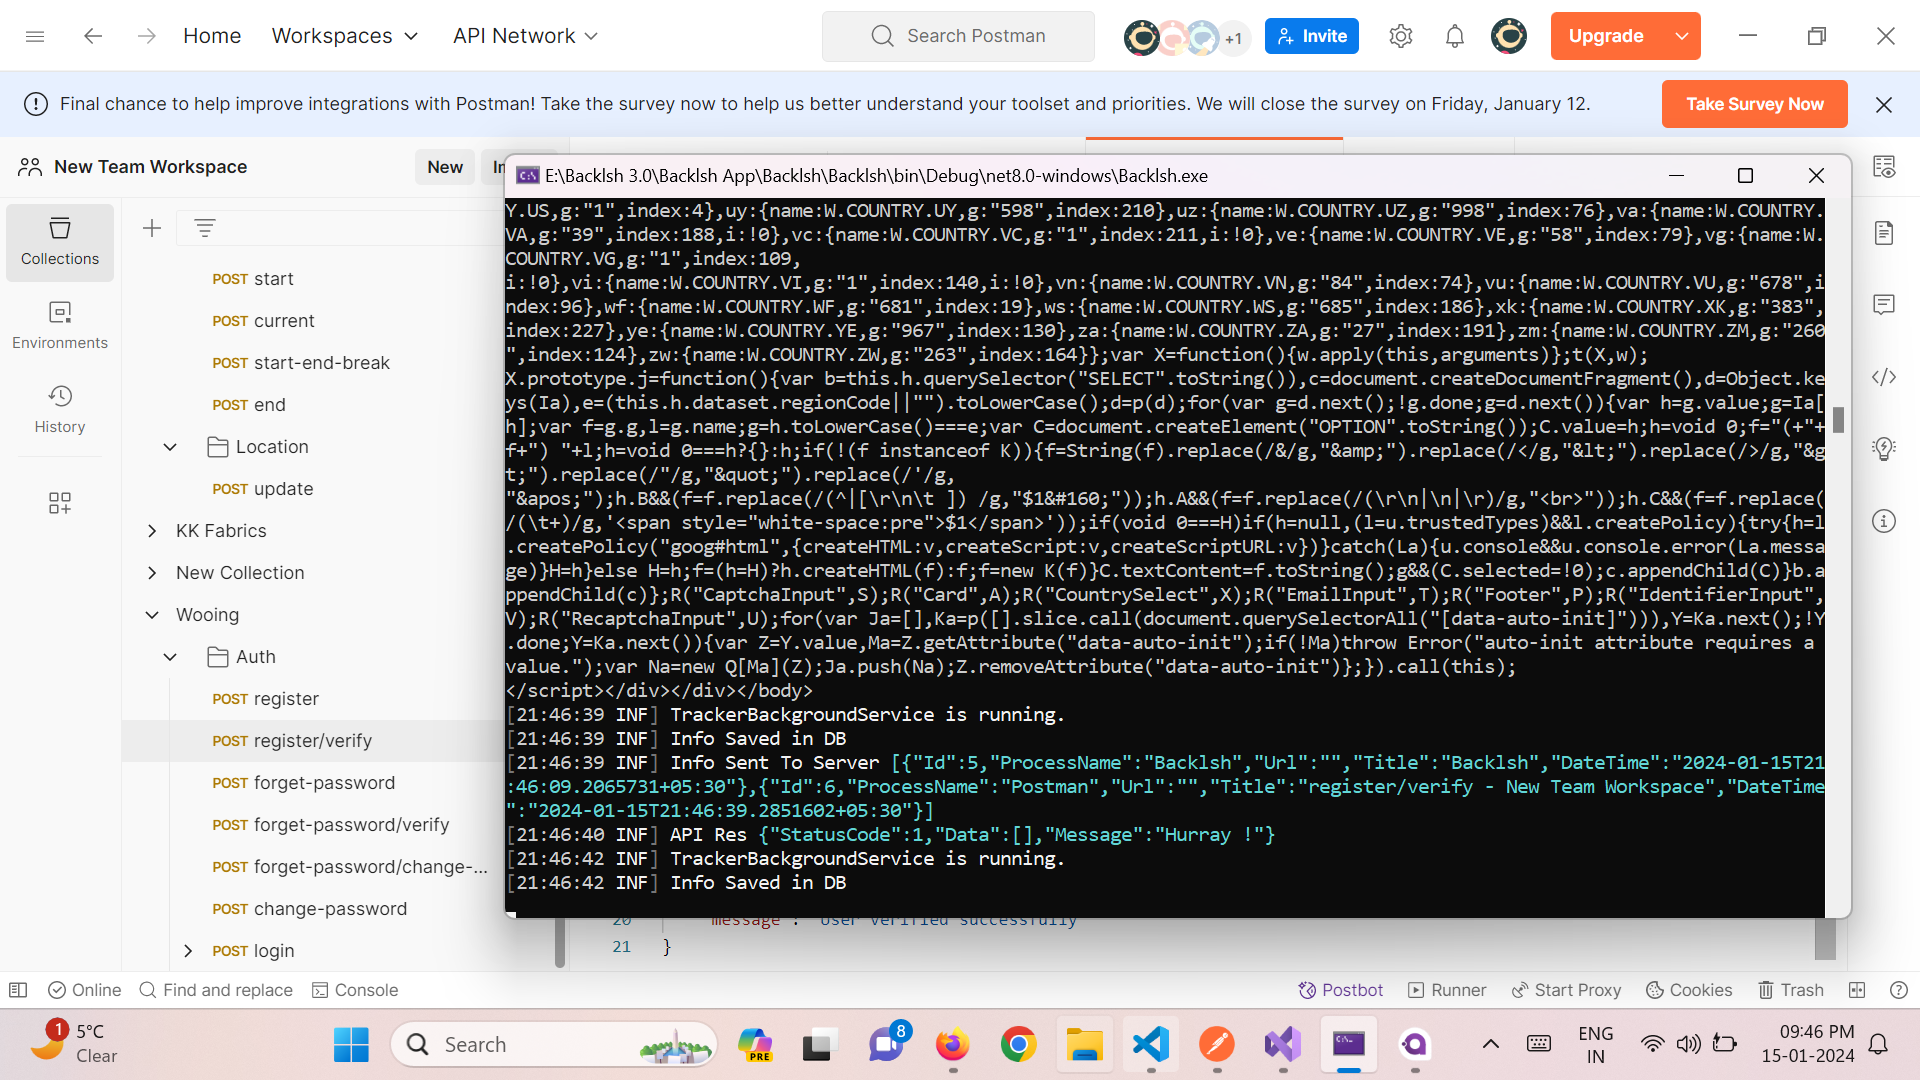 Home
Workspaces
API Network
Search Postman
+1
Invite
Upgrade
Final chance to help improve integrations with Postman! Take the survey now to help us better understand your toolset and priorities. We will close the survey on Friday, January 12.
Take Survey Now
New Team Workspace
New
Collections
Environments
History
POST start
POST current
POST start-end-break
POST end
Location
POST update
KK Fabrics
New Collection
Wooing
Auth
POST register
POST register/verify
POST forget-password
POST forget-password/verify
POST forget-password/change-...
POST change-password
POST login
E:\Backlsh 3.0\Backlsh App\Backlsh\Backlsh\bin\Debug\net8.0-windows\Backlsh.exe
Y.US,g:"1",index:4},uy:{name:W.COUNTRY.UY,g:"598",index:210},uz:{name:W.COUNTRY.UZ,g:"998",index:76},va:{name:W.COUNTRY.
VA,g:"39",index:188,i:!0},vc:{name:W.COUNTRY.VC,g:"1",index:211,i:!0},ve:{name:W.COUNTRY.VE,g:"58",index:79},vg:{name:W.
COUNTRY.VG,g:"1",index:109,
i:!0},vi:{name:W.COUNTRY.VI,g:"1",index:140,i:!0},vn:{name:W.COUNTRY.VN,g:"84",index:74},vu:{name:W.COUNTRY.VU,g:"678",i
ndex:96},wf:{name:W.COUNTRY.WF,g:"681",index:19},ws:{name:W.COUNTRY.WS,g:"685",index:186},xk:{name:W.COUNTRY.XK,g:"383",
index:227},ye:{name:W.COUNTRY.YE,g:"967",index:130},za:{name:W.COUNTRY.ZA,g:"27",index:191},zm:{name:W.COUNTRY.ZM,g:"260
",index:124},zw:{name:W.COUNTRY.ZW,g:"263",index:164}};var X=function(){w.apply(this,arguments)};t(X,w);
X.prototype.j=function(){var b=this.h.querySelector("SELECT".toString()),c=document.createDocumentFragment(),d=Object.ke
ys(Ia),e=(this.h.dataset.regionCode||"").toLowerCase();d=p(d);for(var g=d.next();!g.done;g=d.next()){var h=g.value;g=Ia[
h];var f=g.g,l=g.name;g=h.toLowerCase()===e;var C=document.createElement("OPTION".toString());C.value=h;h=void 0;f="(+"+
f+") "+l;h=void 0===h?{}:h;if(!(f instanceof K)){f=String(f).replace(/&/g,"&amp;").replace(/</g,"&lt;").replace(/>/g,"&g
t;").replace(/"/g,"&quot;").replace(/'/g,
"&apos;");h.B&&(f=f.replace(/(^|[\r\n\t ]) /g,"$1&#160;"));h.A&&(f=f.replace(/(\r\n|\n|\r)/g,"<br>"));h.C&&(f=f.replace(
/(\t+)/g,'<span style="white-space:pre">$1</span>'));if(void 0===H)if(h=null,(l=u.trustedTypes)&&l.createPolicy){try{h=l
.createPolicy("goog#html",{createHTML:v,createScript:v,createScriptURL:v})}catch(La){u.console&&u.console.error(La.messa
ge)}H=h}else H=h;f=(h=H)?h.createHTML(f):f;f=new K(f)}C.textContent=f.toString();g&&(C.selected=!0);c.appendChild(C)}b.a
ppendChild(c)};R("CaptchaInput",S);R("Card",A);R("CountrySelect",X);R("EmailInput",T);R("Footer",P);R("IdentifierInput",
V);R("RecaptchaInput",U);for(var Ja=[],Ka=p([].slice.call(document.querySelectorAll("[data-auto-init]"))),Y=Ka.next();!Y
.done;Y=Ka.next()){var Z=Y.value,Ma=Z.getAttribute("data-auto-init");if(!Ma)throw Error("auto-init attribute requires a
value.");var Na=new Q[Ma](Z);Ja.push(Na);Z.removeAttribute("data-auto-init")};}).call(this);
</script></div></div></body>
[21:46:39 INF] TrackerBackgroundService is running.
[21:46:39 INF] Info Saved in DB
[21:46:39 INF] Info Sent To Server [{"Id":5,"ProcessName":"Backlsh","Url":"","Title":"Backlsh","DateTime":"2024-01-15T21
:46:09.2065731+05:30"},{"Id":6,"ProcessName":"Postman","Url":"","Title":"register/verify - New Team Workspace","DateTime
":"2024-01-15T21:46:39.2851602+05:30"}]
[21:46:40 INF] API Res {"StatusCode":1,"Data":[],"Message":"Hurray !"}
[21:46:42 INF] TrackerBackgroundService is running.
[21:46:42 INF] Info Saved in DB
20 message : User verified successfully
21 }
Online
Find and replace
Console
Postbot
Runner
Start Proxy
Cookies
Trash
1
5°C
Clear
Search
PRE
8
ENG
IN
09:46 PM
15-01-2024